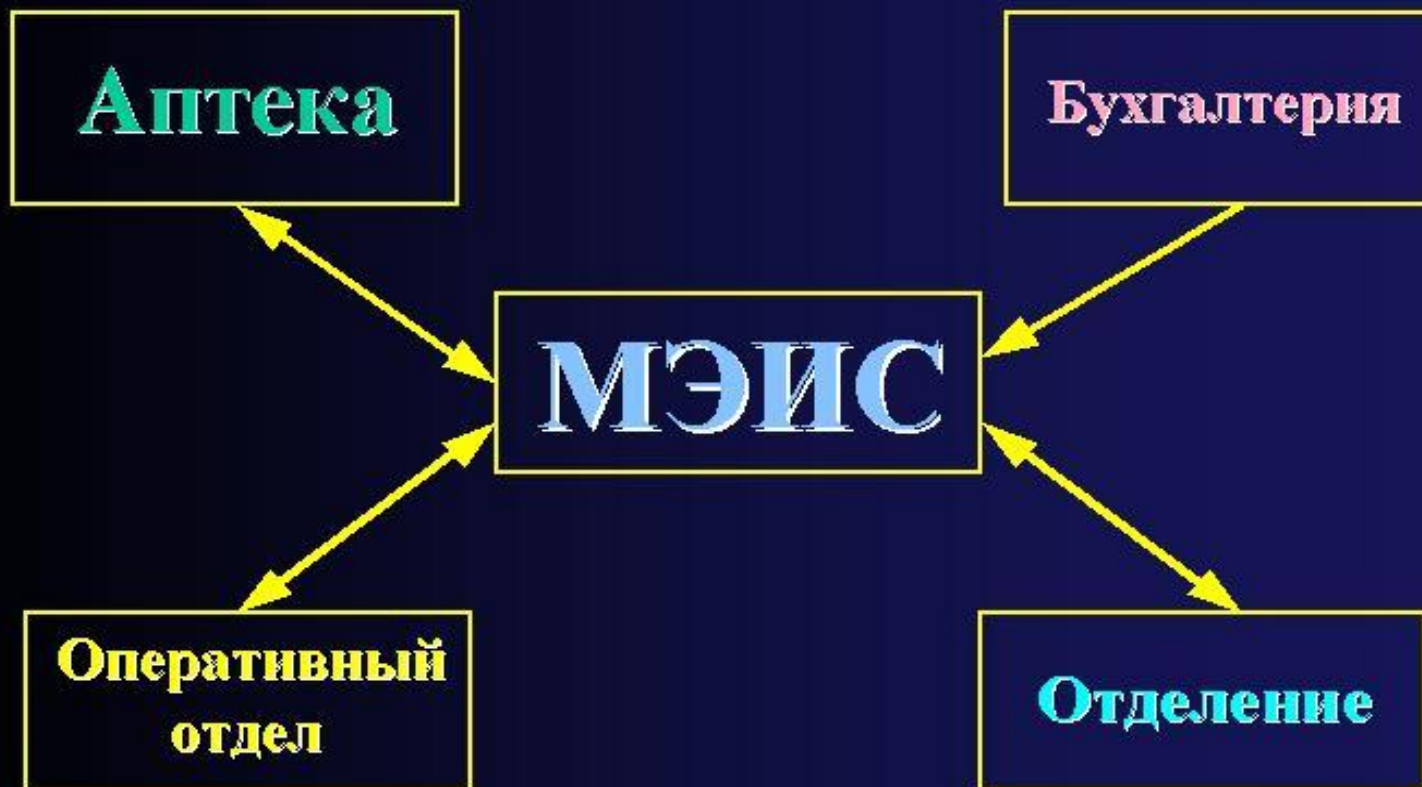 Аптека
Бухгалтерия
МЭИС
Оперативный
отдел
Отделение